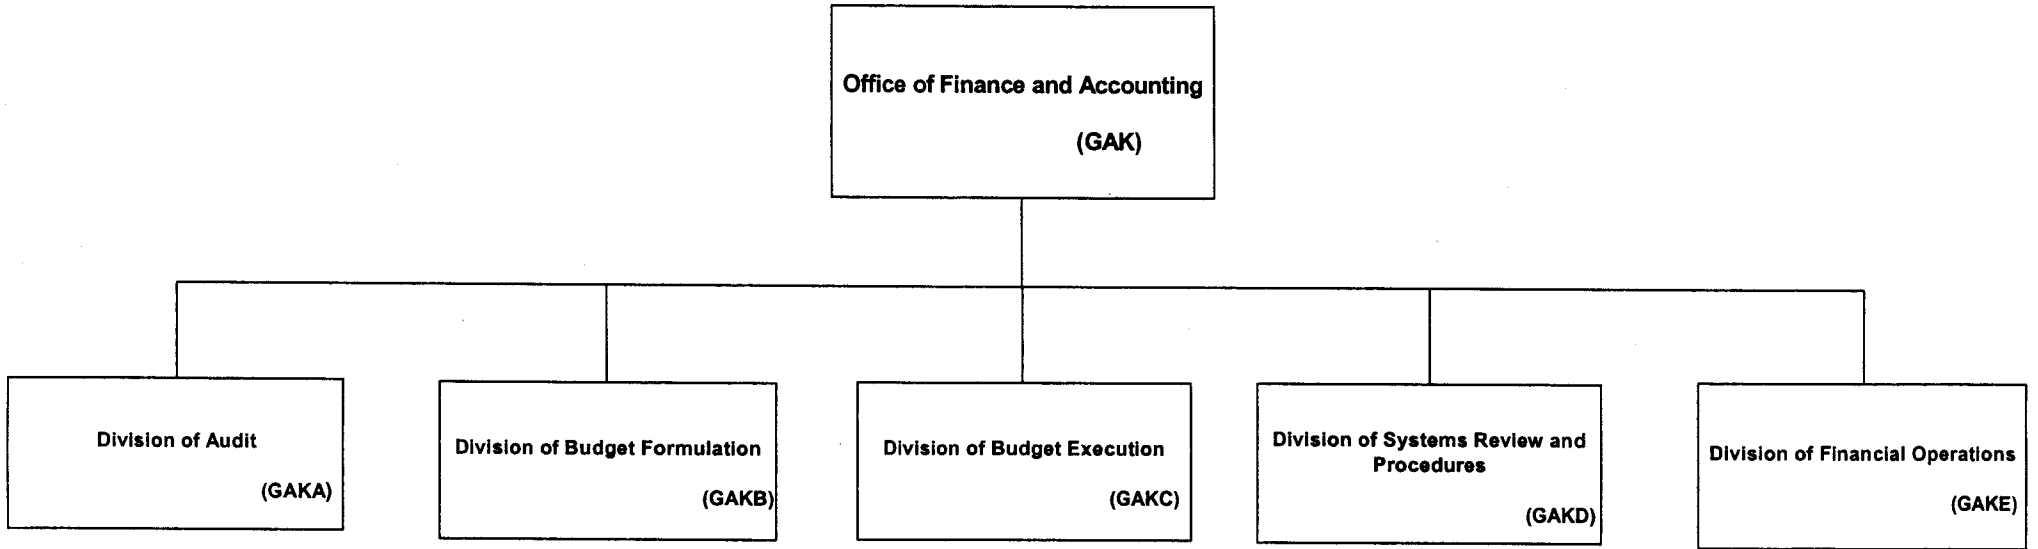 Office of Finance and Accounting
(GAK)
Division of Audit
(GAKA)
Division of Budget Formulation
(GAKB)
Division of Budget Execution
(GAKC)
Division of Systems Review and
Procedures
(GAKD)
Division of Financial Operations
(GAKE)